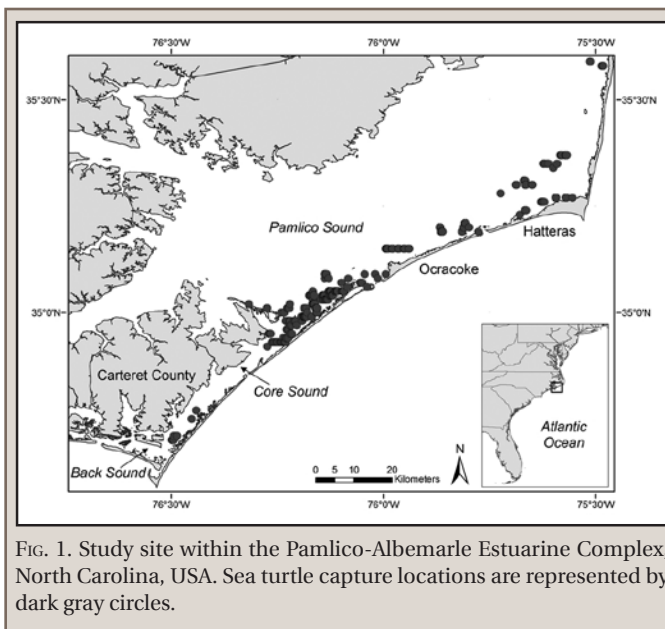 76°30'W 76°0'W 75°30'W
35°30'N 35°30'N
Pamlico Sound
Hatteras
Ocracoke
35°0'N 35°0'N
Carteret County
Core Sound
Atlantic
Ocean
Back Sound
N
0 5 10 20
Kilometers
76°30'W 76°0'W 75°30'W
FIG. 1. Study site within the Pamlico-Albemarle Estuarine Complex,
North Carolina, USA. Sea turtle capture locations are represented by
dark gray circles.